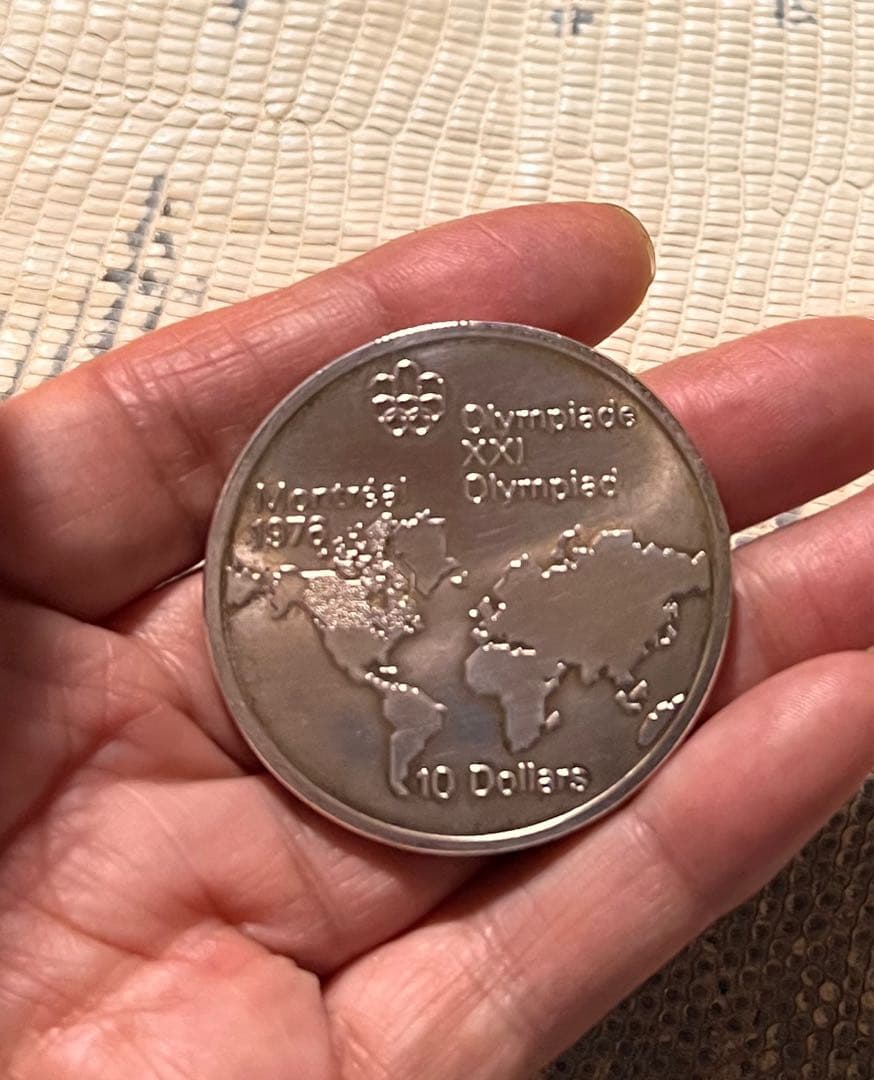 Olympiade
XXI
Olympiad
Montréal
1976
10 Dollars